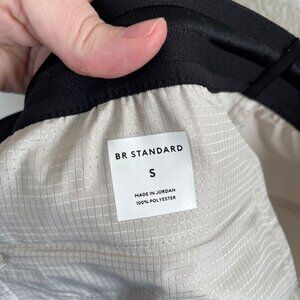 BR STANDARD
S
MADE IN JORDAN
100% POLYESTER